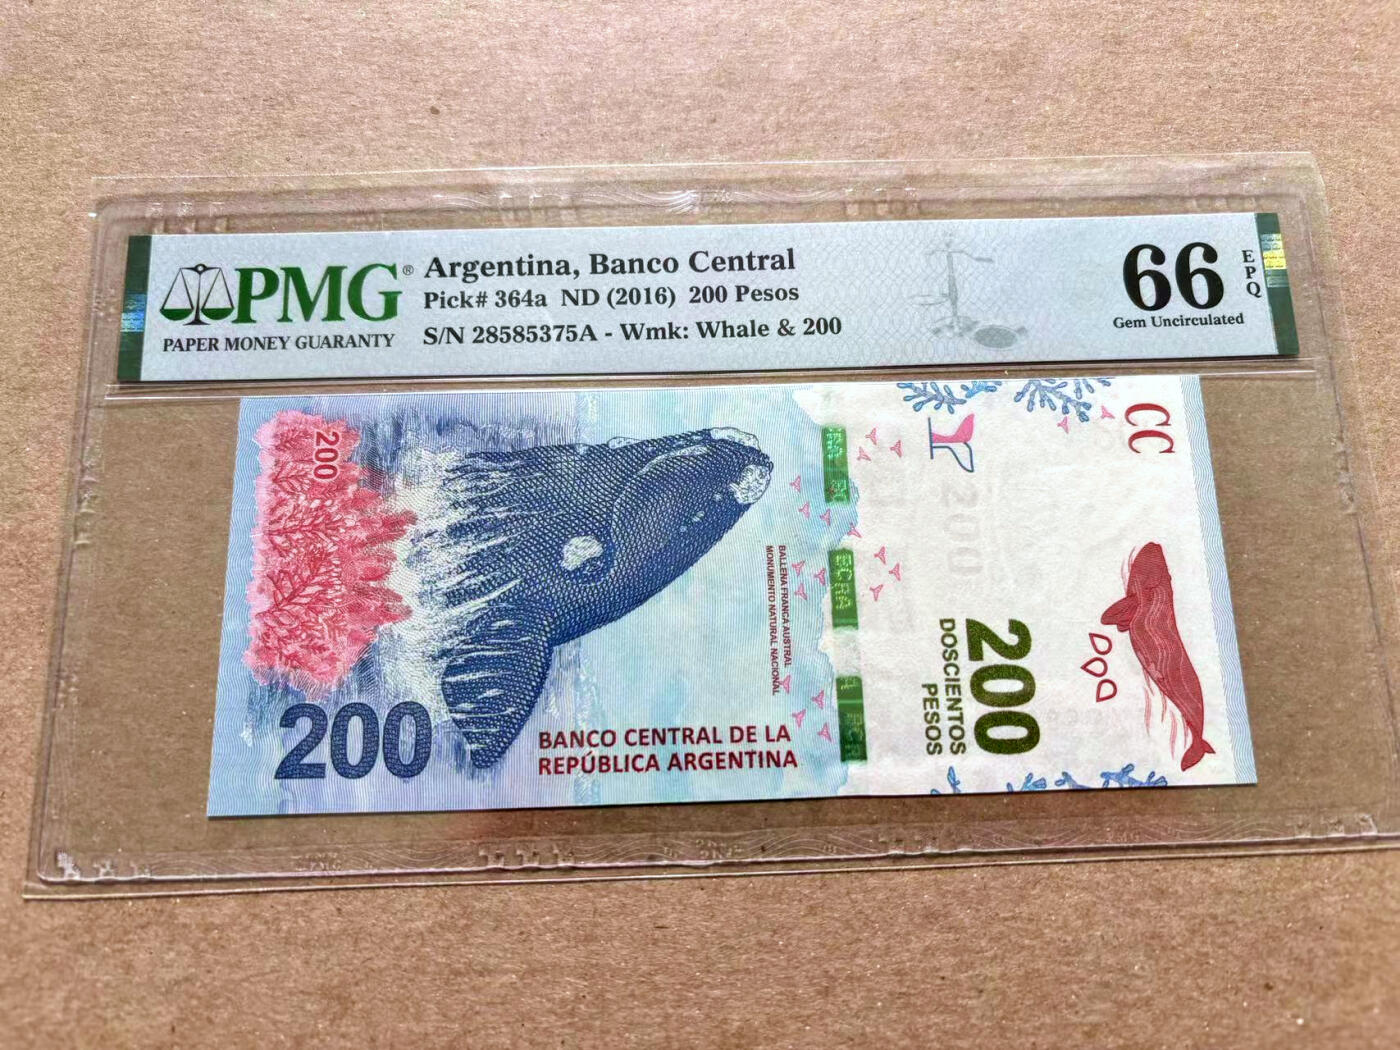 PMG®
PAPER MONEY GUARANTY
Argentina, Banco Central
Pick# 364a ND (2016) 200 Pesos
S/N 28585375A - Wmk: Whale & 200
66
EPQ
Gem Uncirculated
200
200
BANCO CENTRAL DE LA
REPÚBLICA ARGENTINA
BALLENA FRANCA AUSTRAL
MONUMENTO NATURAL NACIONAL
BCRA
200
200
DOSCIENTOS
PESOS
CC